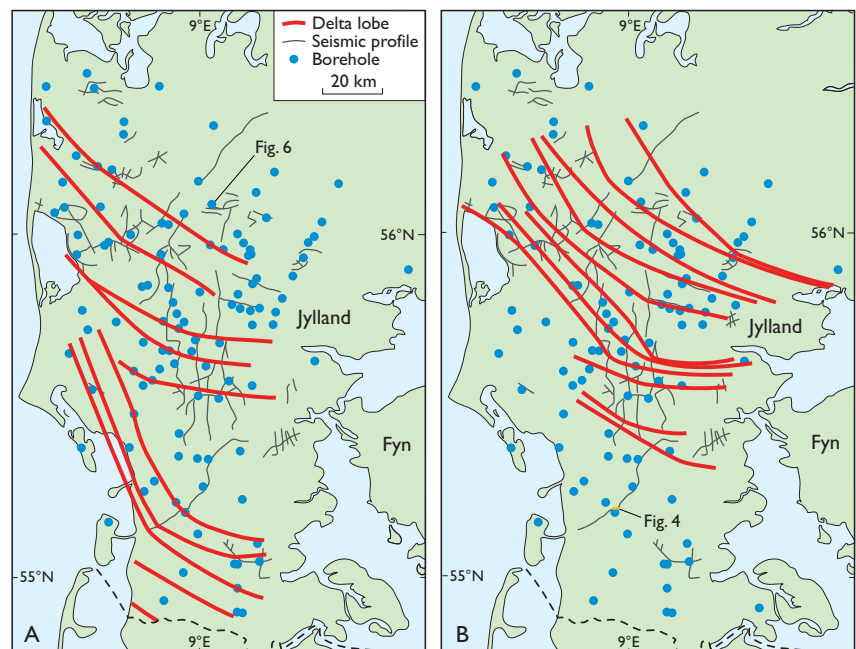 9°E
Delta lobe
Seismic profile
Borehole
20 km
Fig. 6
Jylland
Fyn
55°N
A
9°E
9°E
56°N
56°N
Jylland
Fyn
Fig. 4
55°N
B
9°E